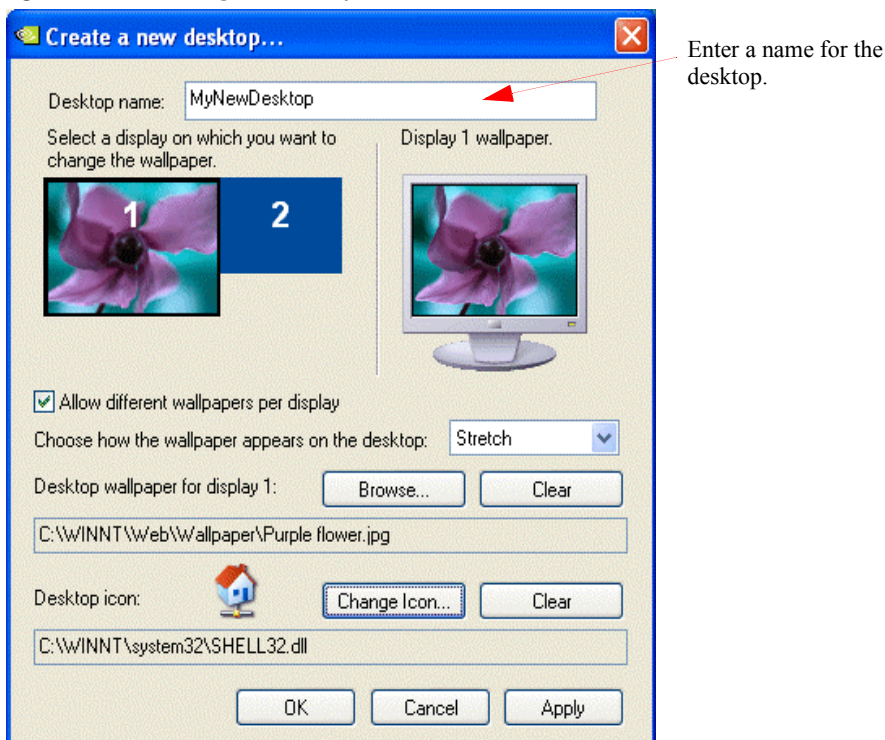 Create a new desktop...
Enter a name for the
desktop.
Desktop name: MyNewDesktop
Select a display on which you want to
change the wallpaper.
Display 1 wallpaper.
1 2
Allow different wallpapers per display
Choose how the wallpaper appears on the desktop: Stretch
Desktop wallpaper for display 1: Browse... Clear
C:\WINNT\Web\Wallpaper\Purple flower.jpg
Desktop icon: Change Icon... Clear
C:\WINNT\system32\SHELL32.dll
OK Cancel Apply